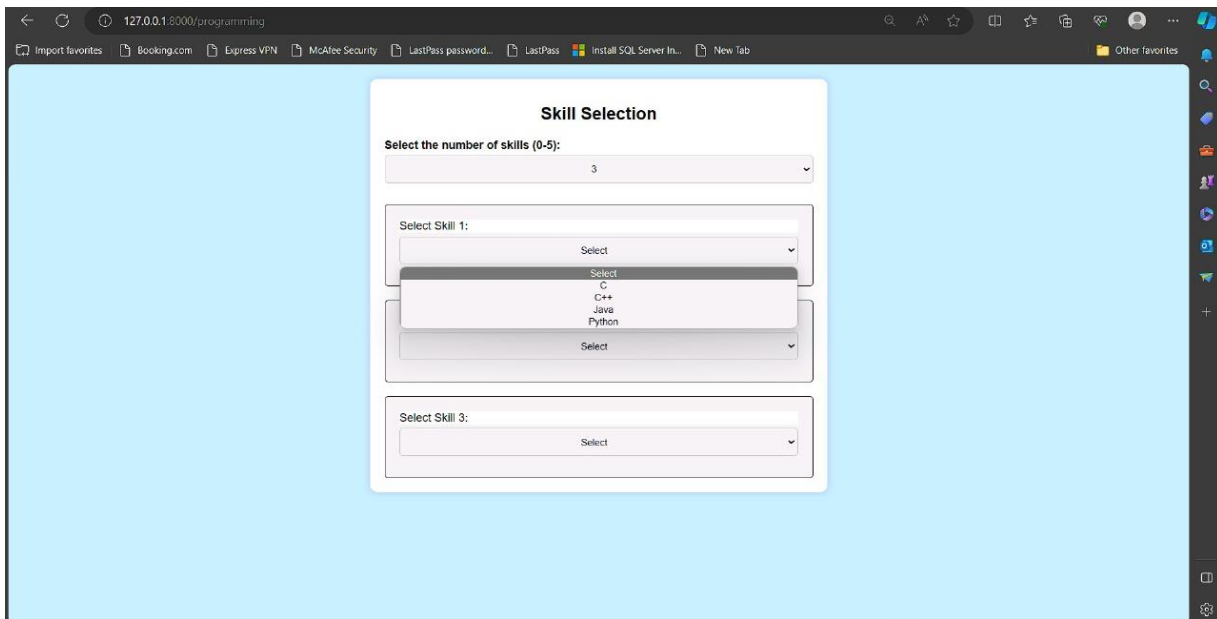 127.0.0.1:8000/programming
Import favorites Booking.com Express VPN McAfee Security LastPass password... LastPass Install SQL Server In... New Tab Other favorites
Skill Selection
Select the number of skills (0-5):
3
Select Skill 1:
Select
Select
C
C++
Java
Python
Select
Select Skill 3:
Select